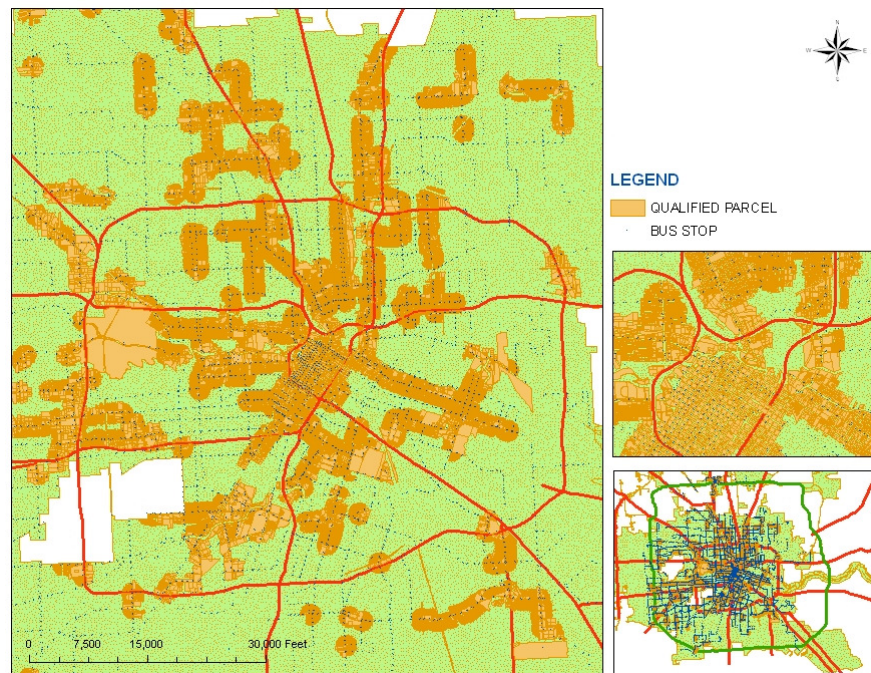 N
W
E
LEGEND
QUALIFIED PARCEL
BUS STOP
0 7,500 15,000 30,000 Feet